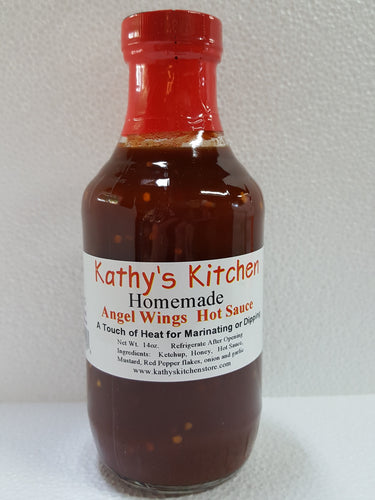 Kathy's Kitchen
Homemade
Angel Wings Hot Sauce
A Touch of Heat for Marinating or Dipping
Net Wt. 14oz. Refrigerate After Opening
Ingredients: Ketchup, Honey, Hot Sauce,
Mustard, Red Pepper flakes, onion and garlic
www.kathyskitchenstore.com